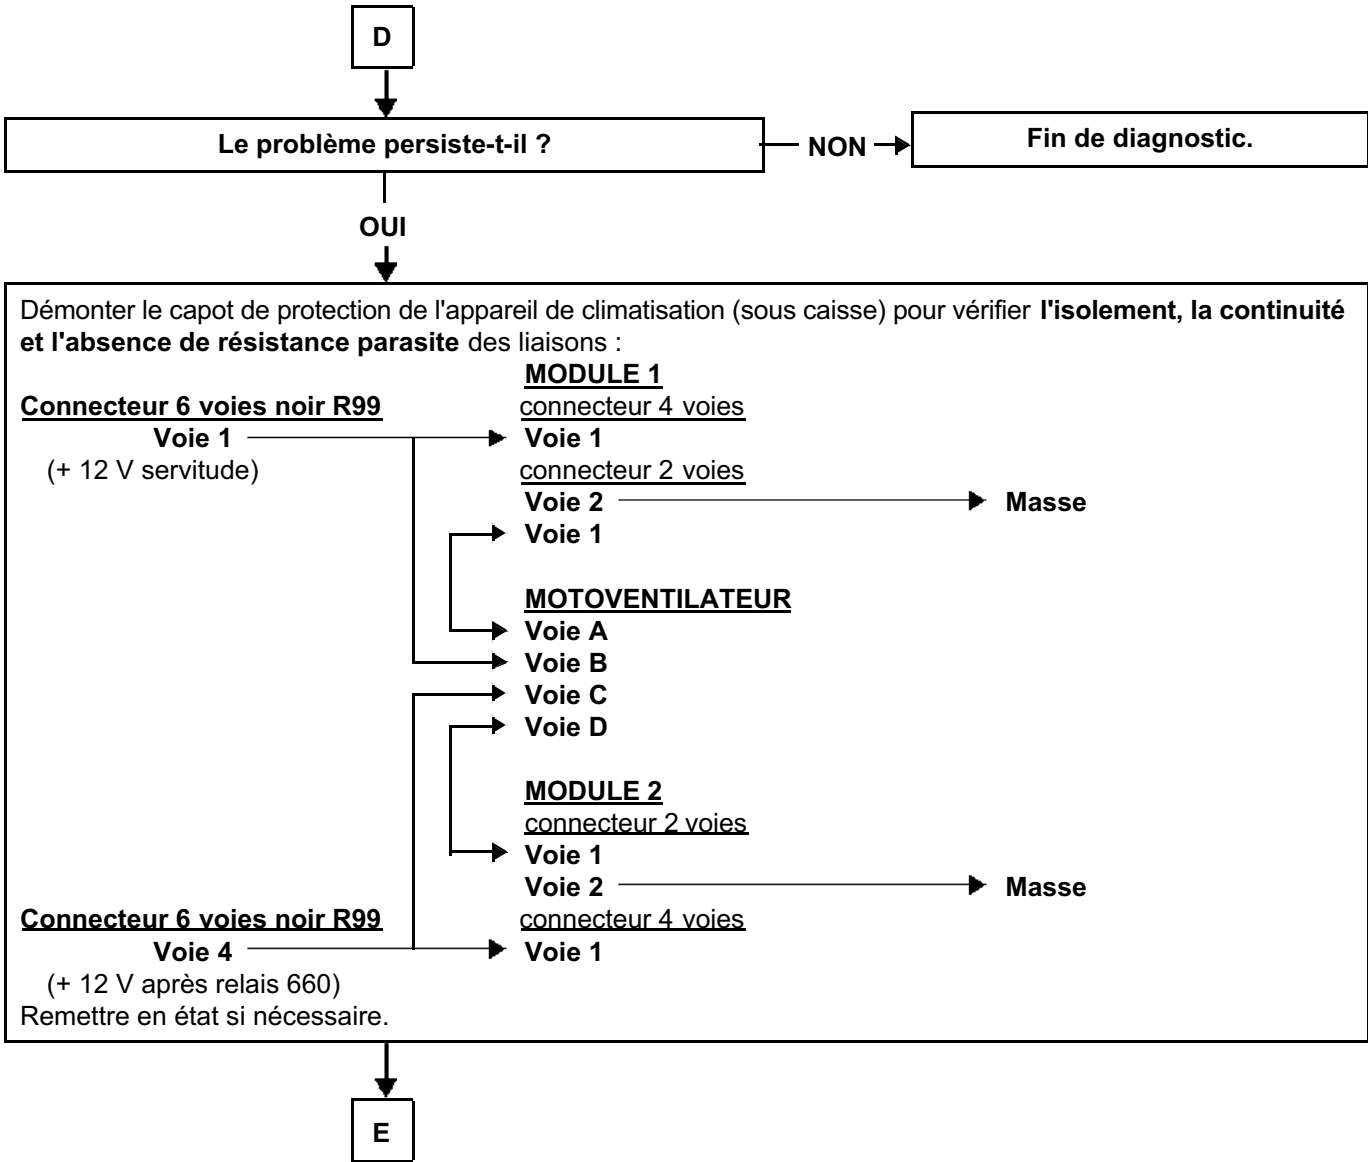 D
Le problème persiste-t-il ?
NON
Fin de diagnostic.
OUI
Démonter le capot de protection de l'appareil de climatisation (sous caisse) pour vérifier l'isolement, la continuité
et l'absence de résistance parasite des liaisons :
MODULE 1
Connecteur 6 voies noir R99
connecteur 4 voies
Voie 1
Voie 1
(+ 12 V servitude)
connecteur 2 voies
Voie 2
Masse
Voie 1
MOTOVENTILATEUR
Voie A
Voie B
Voie C
Voie D
MODULE 2
connecteur 2 voies
Voie 1
Voie 2
Masse
Connecteur 6 voies noir R99
connecteur 4 voies
Voie 4
Voie 1
(+ 12 V après relais 660)
Remettre en état si nécessaire.
E